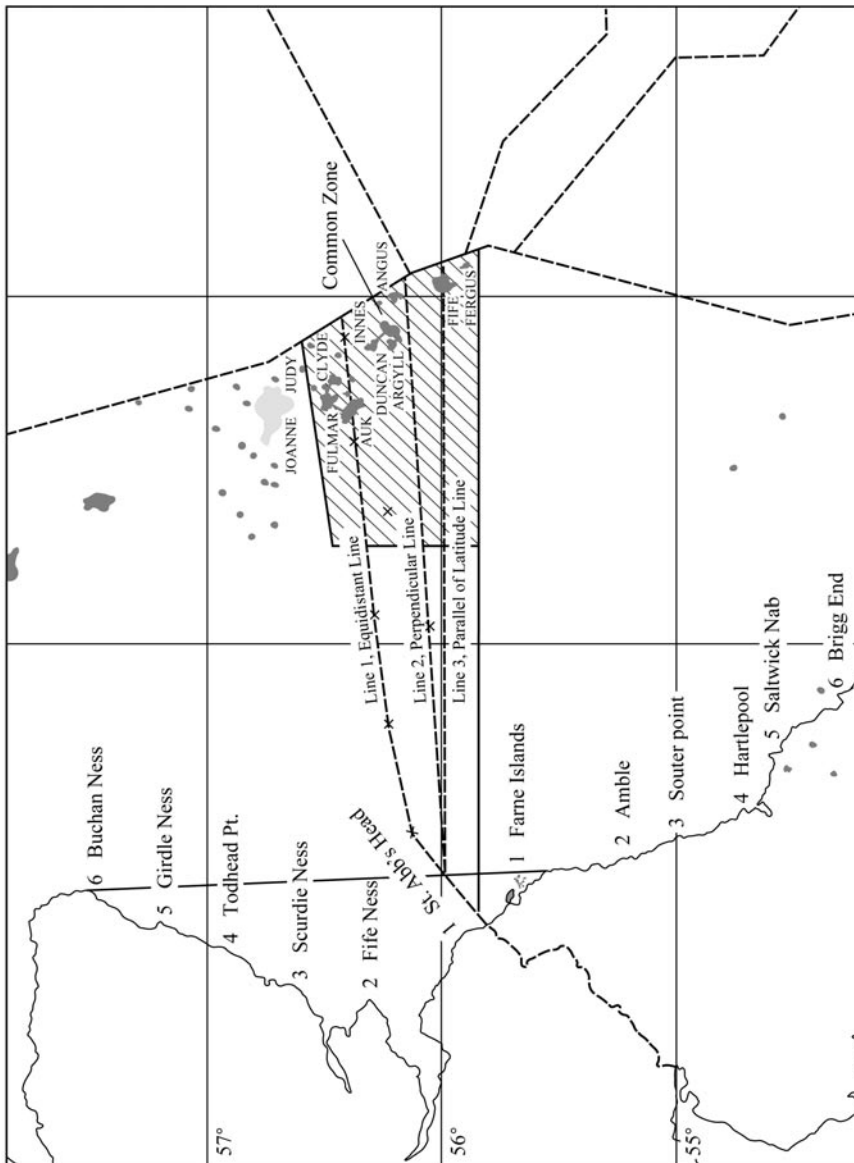 6 Buchan Ness
5 Girdle Ness
4 Todhead Pt.
3 Scurdie Ness
2 Fife Ness
1 St. Abb's Head
1 Farne Islands
2 Amble
3 Souter point
4 Hartlepool
5 Saltwick Nab
6 Brigg End
57°
56°
55°
Line 1, Equidistant Line
Line 2, Perpendicular Line
Line 3, Parallel of Latitude Line
Common Zone
JOANNE
JUDY
FULMAR
CLYDE
AUK
INNES
DUNCAN
ARGYLL
ANGUS
FIFE
FERGUS